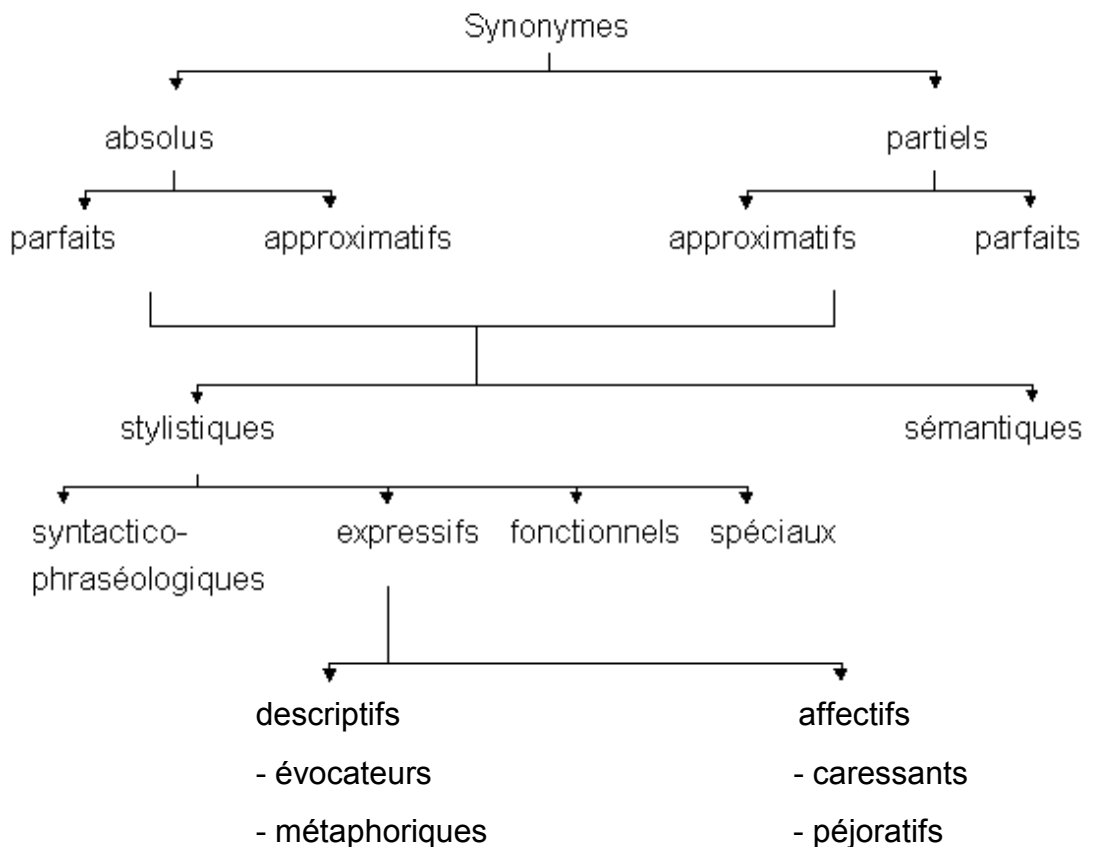 Synonymes
absolus partiels
parfaits approximatifs approximatifs parfaits
stylistiques sémantiques
syntactico- expressifs fonctionnels spéciaux
phraséologiques
descriptifs affectifs
- évocateurs - caressants
- métaphoriques - péjoratifs